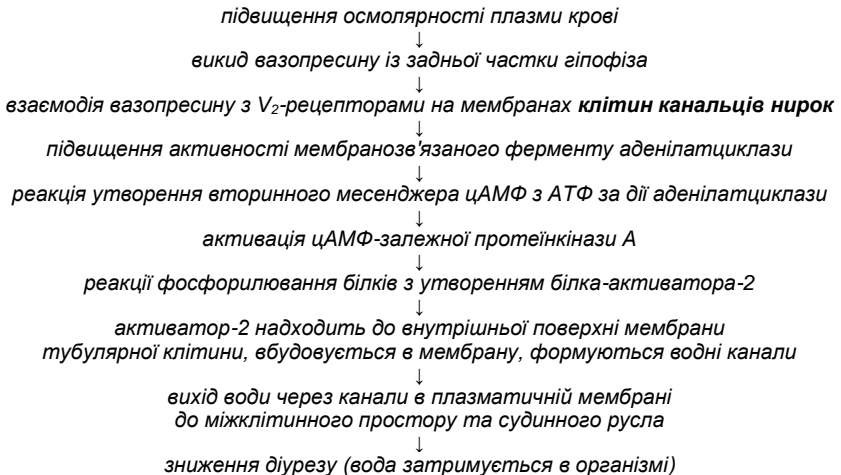 підвищення осмолярності плазми крові
↓
викид вазопресину із задньої частки гіпофіза
↓
взаємодія вазопресину з V₂-рецепторами на мембранах клітин канальців нирок
↓
підвищення активності мембранозв'язаного ферменту аденілатциклази
↓
реакція утворення вторинного месенджера цАМФ з АТФ за дії аденілатциклази
↓
активація цАМФ-залежної протеїнкінази А
↓
реакції фосфорилювання білків з утворенням білка-активатора-2
↓
активатор-2 надходить до внутрішньої поверхні мембрани
тубулярної клітини, вбудовується в мембрану, формуються водні канали
↓
вихід води через канали в плазматичній мембрані
до міжклітинного простору та судинного русла
↓
зниження діурезу (вода затримується в організмі)